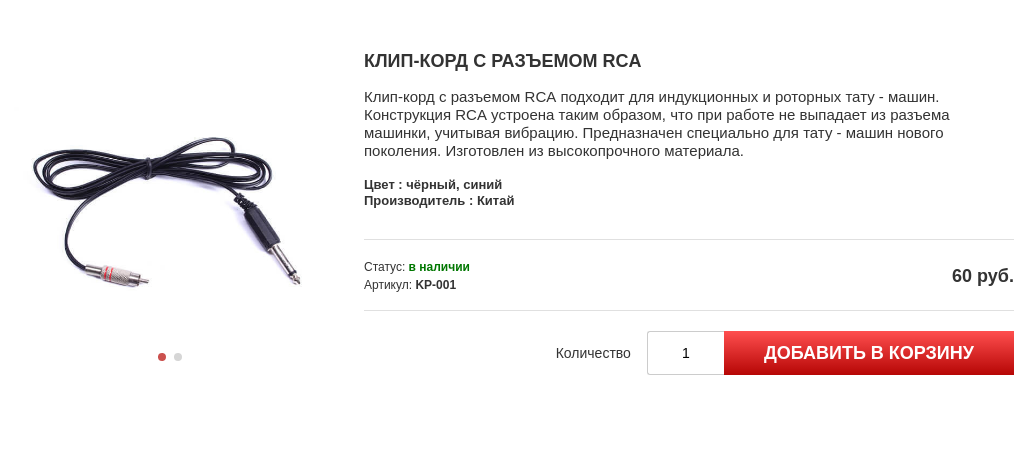 КЛИП-КОРД С РАЗЪЕМОМ RCA
Клип-корд с разъемом RCA подходит для индукционных и роторных тату - машин.
Конструкция RCA устроена таким образом, что при работе не выпадает из разъема
машинки, учитывая вибрацию. Предназначен специально для тату - машин нового
поколения. Изготовлен из высокопрочного материала.
Цвет : чёрный, синий
Производитель : Китай
Статус: в наличии
Артикул: KP-001
60 руб.
Количество
1
ДОБАВИТЬ В КОРЗИНУ